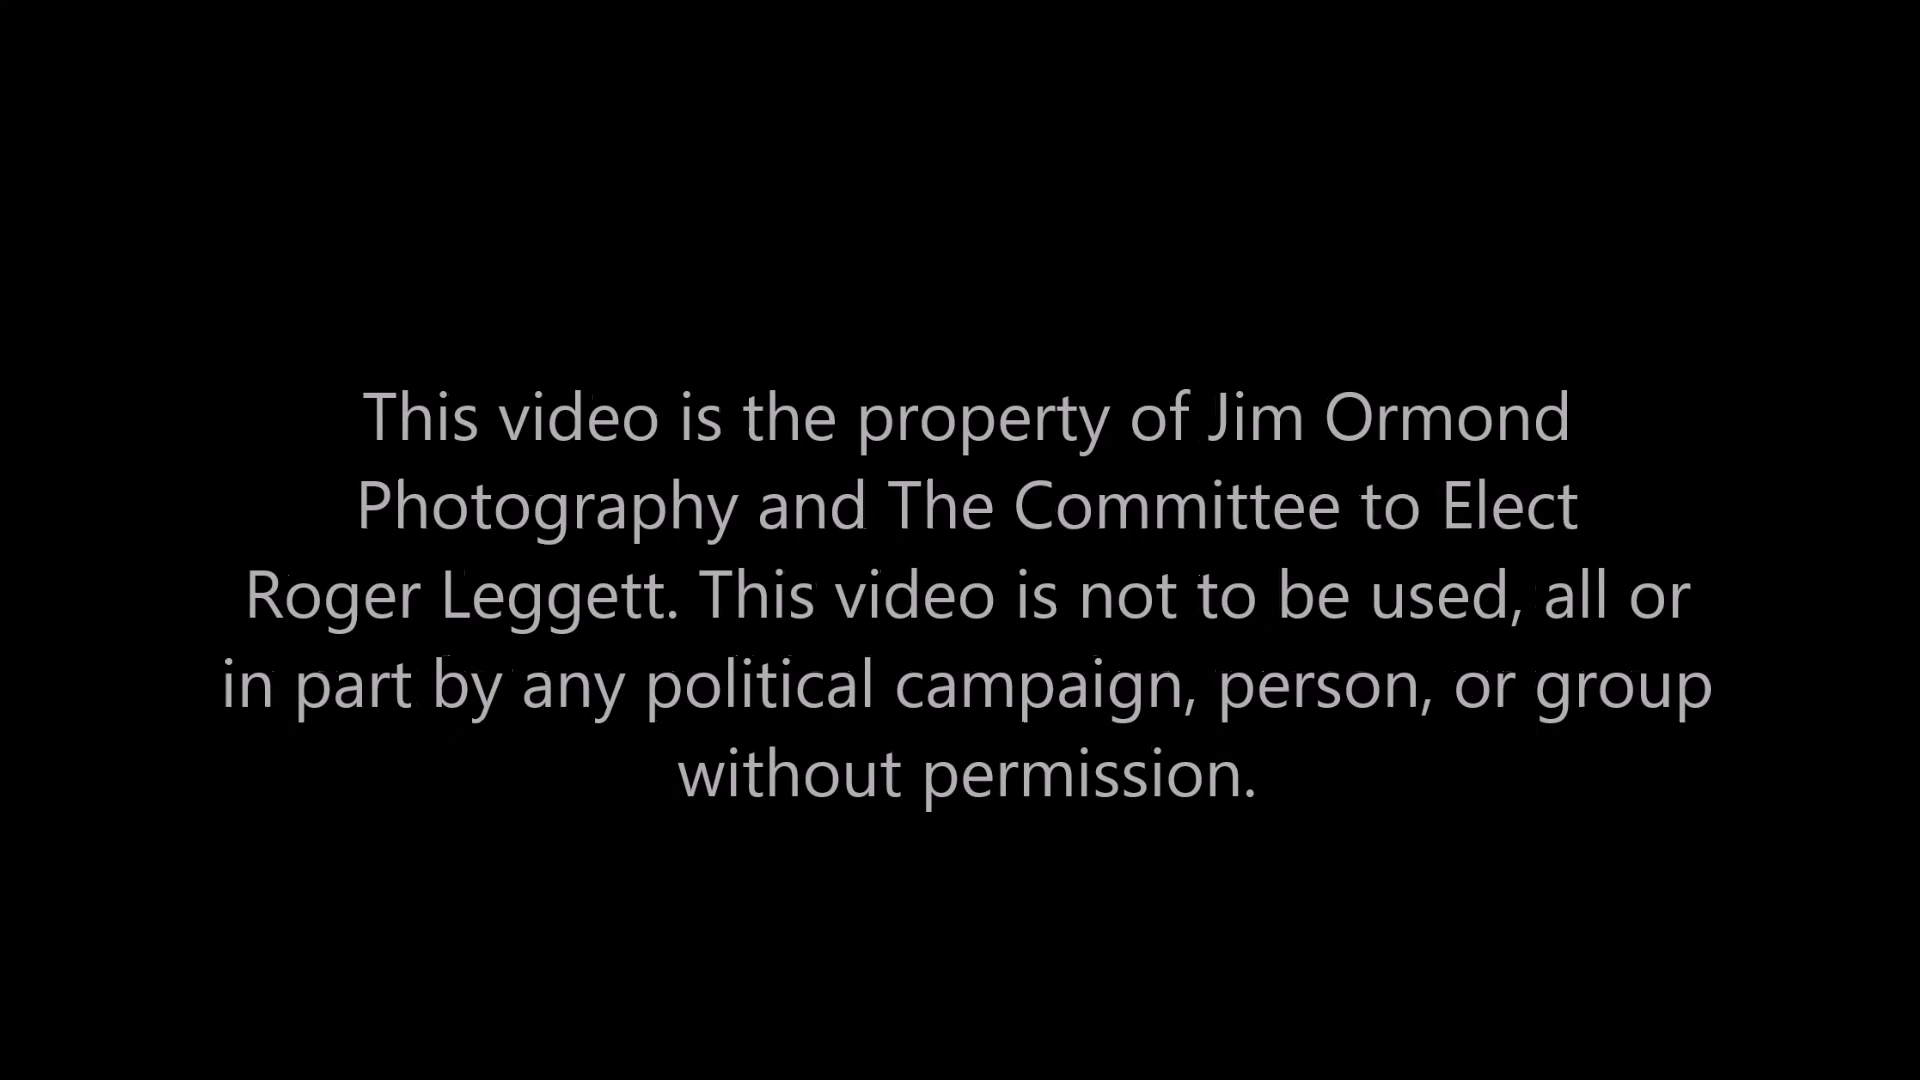 This video is the property of Jim Ormond
Photography and The Committee to Elect
Roger Leggett. This video is not to be used, all or
in part by any political campaign, person, or group
without permission.